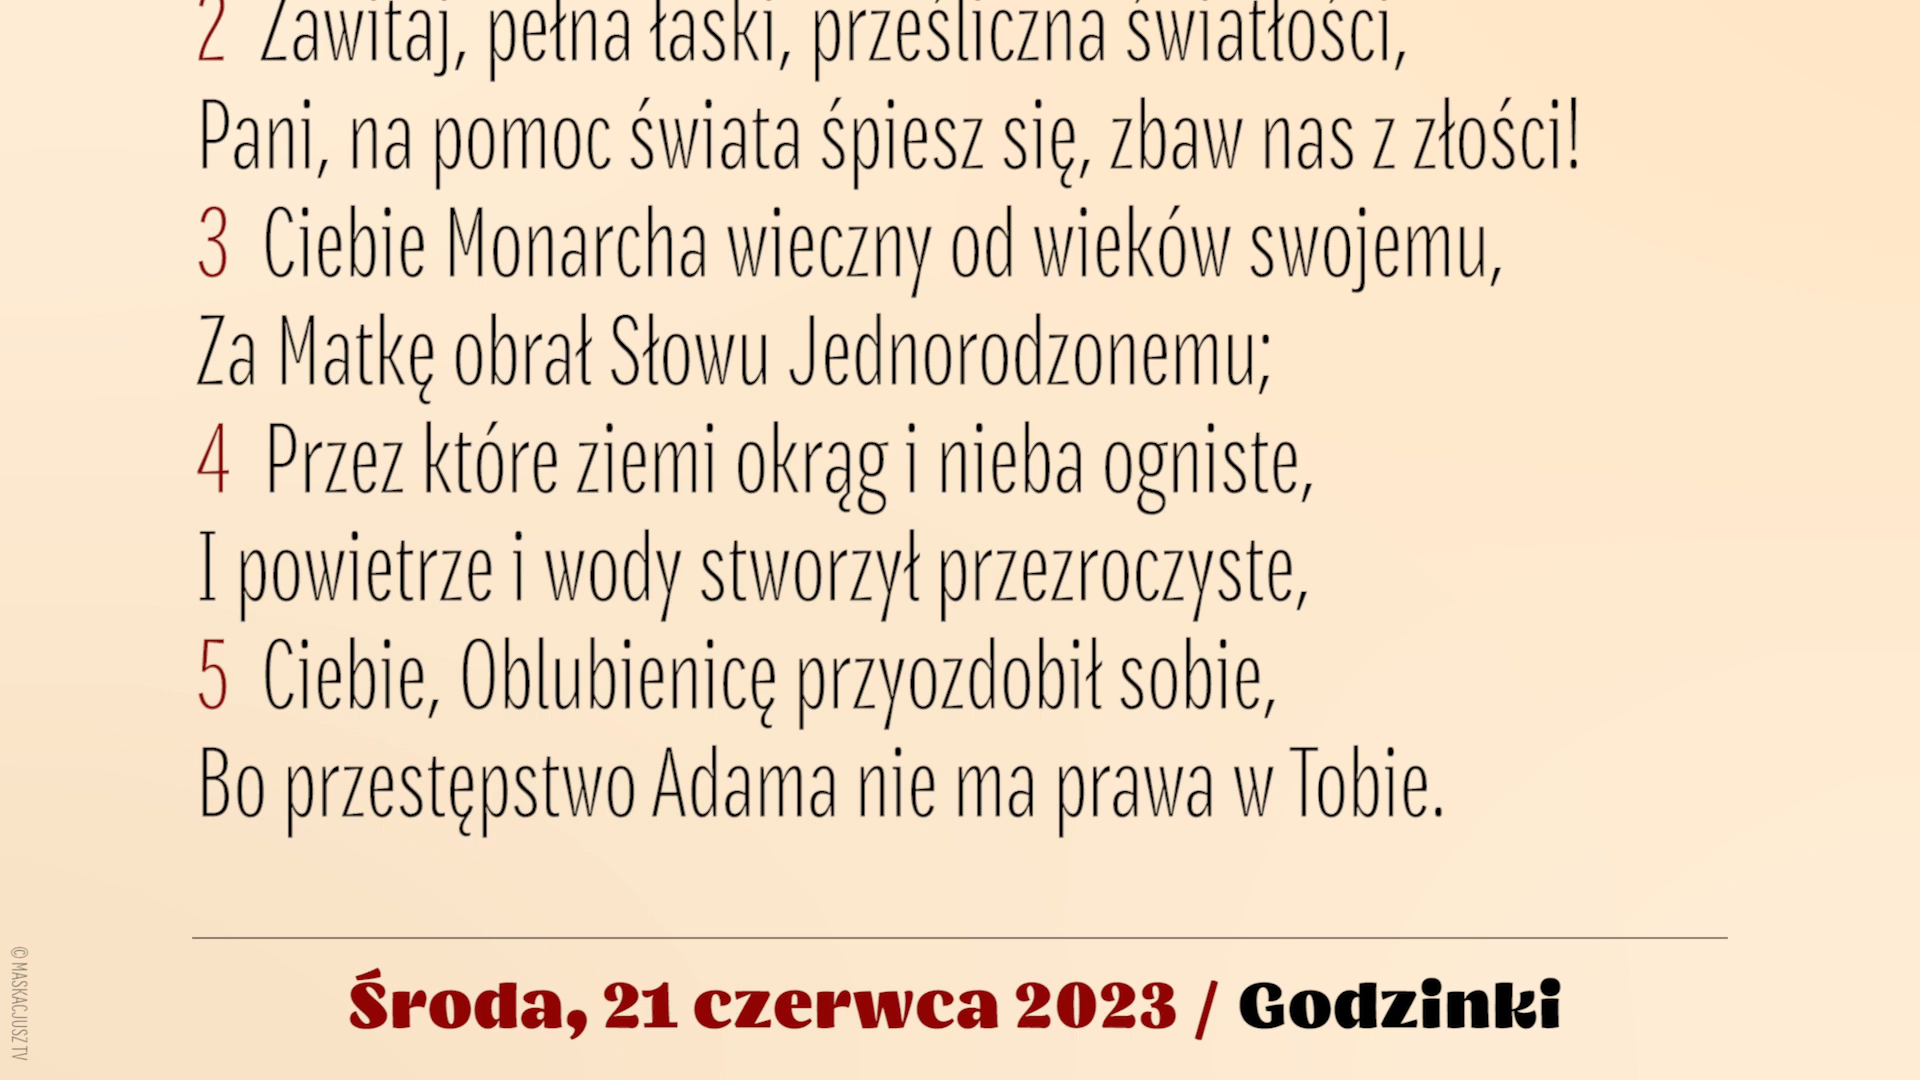 2 Zawitaj, pełna łaski, prześliczna światłości,
Pani, na pomoc świata śpiesz się, zbaw nas z złości!
3 Ciebie Monarcha wieczny od wieków swojemu,
Za Matkę obrał Słowu Jednorodzonemu;
4 Przez które ziemi okrąg i nieba ogniste,
I powietrze i wody stworzył przezroczyste,
5 Ciebie, Oblubienicę przyozdobił sobie,
Bo przestępstwo Adama nie ma prawa w Tobie.
Środa, 21 czerwca 2023 / Godzinki
© MASKACJUSZ TV